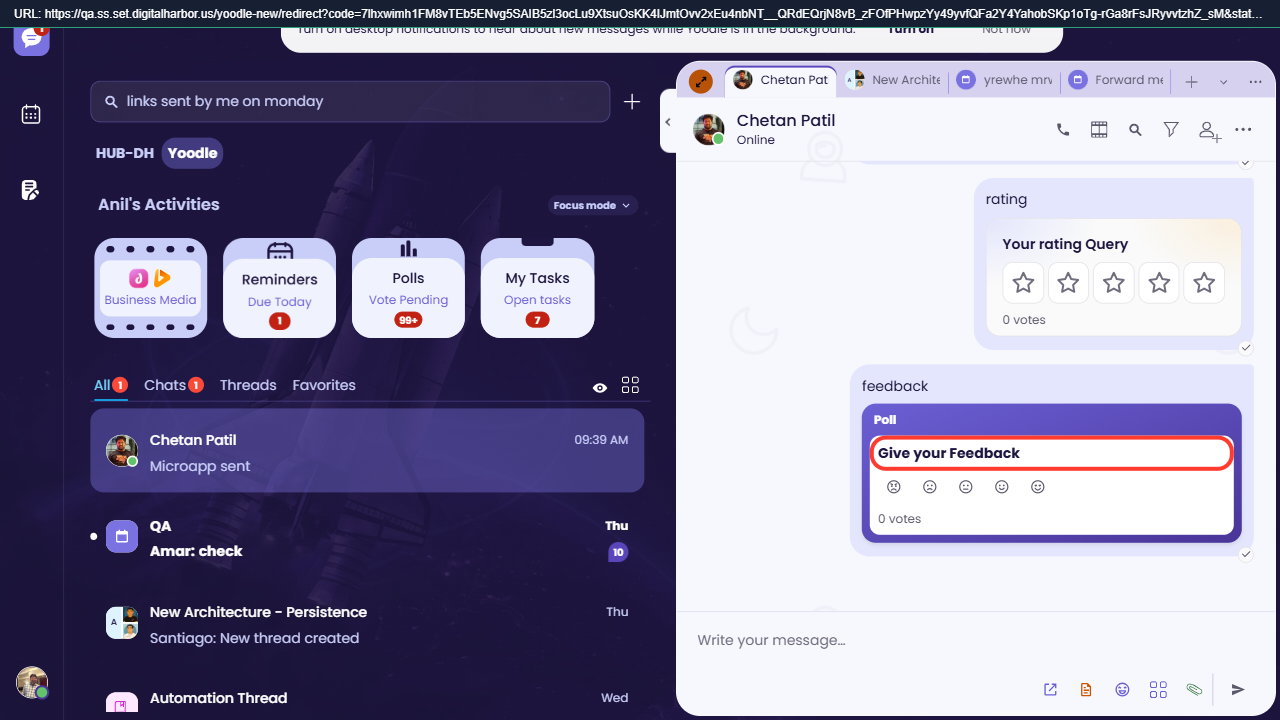 URL: https://qa.ss.set.digitalharbor.us/yoodle-new/redirect?code=
Turn on desktop notifications to hear about new messages while Yoodle is in the background. Turn on Not now
links sent by me on monday
HUB-DH Yoodle
Anil's Activities
Focus mode
Business Media
Reminders
Due Today
1
Polls
Vote Pending
99+
My Tasks
Open tasks
7
All 1 Chats 1 Threads Favorites
Chetan Patil 09:39 AM
Microapp sent
QA Thu
Amar: check 10
New Architecture - Persistence Thu
Santiago: New thread created
Automation Thread Wed
Chetan Pat New Archite yrewhe mrv Forward me
Chetan Patil
Online
rating
Your rating Query
0 votes
feedback
Poll
Give your Feedback
0 votes
Write your message...